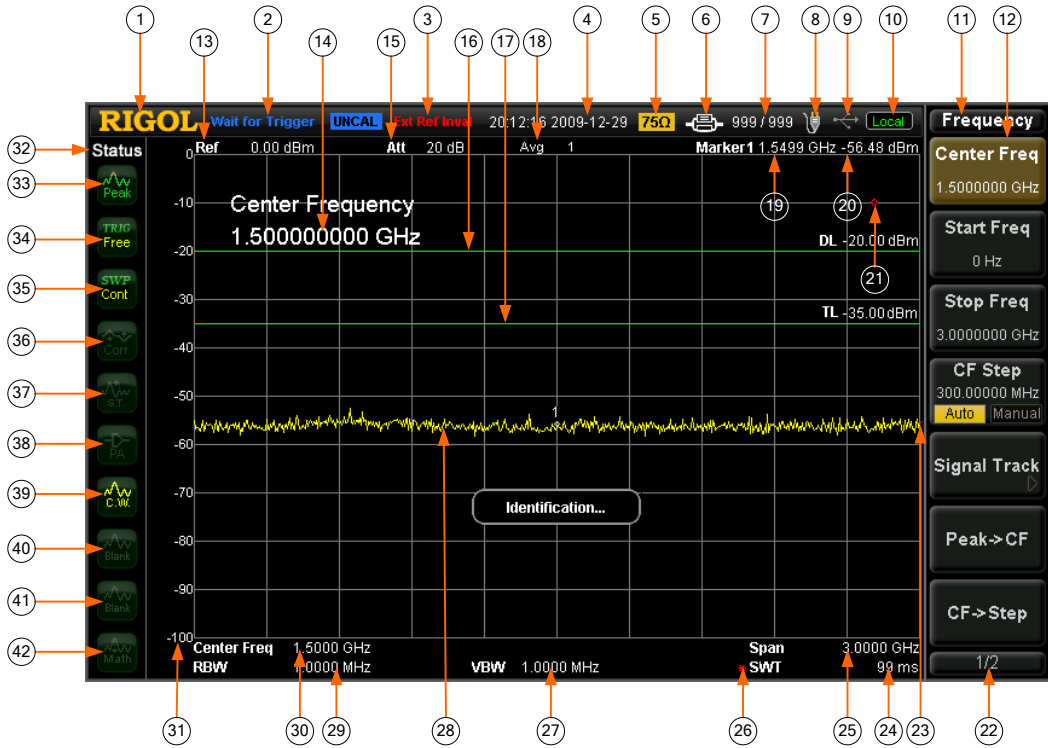 1 2 3 4 5 6 7 8 9 10 11 12
13 14 15 16 17 18
RIGOL Wait for Trigger UNCAL Ext Ref Inval 20:12:16 2009-12-29 75Ω 999 / 999 Local Frequency
32 Status Ref 0.00 dBm Att 20 dB Avg 1 Marker1 1.5499 GHz -56.48 dBm
0
Center Freq
1.5000000 GHz
33 Peak
-10 Center Frequency 19 20
34 TRIG
Free
1.500000000 GHz
Start Freq
0 Hz
-20 DL -20.00 dBm
21
35 SWP
Cont
-30 TL -35.00 dBm
Stop Freq
3.0000000 GHz
36 Corr
-40
CF Step
300.00000 MHz
Auto Manual
37 S.T.
-50
1
38 PA
-60
Signal Track
39 C.W.
-70
Identification...
40 Blank
-80
Peak->CF
41 Blank
-90
CF->Step
42 Math
-100
Center Freq 1.5000 GHz Span 3.0000 GHz
RBW 1.0000 MHz VBW 1.0000 MHz * SWT 99 ms
1/2
31 30 29 28 27 26 25 24 23 22